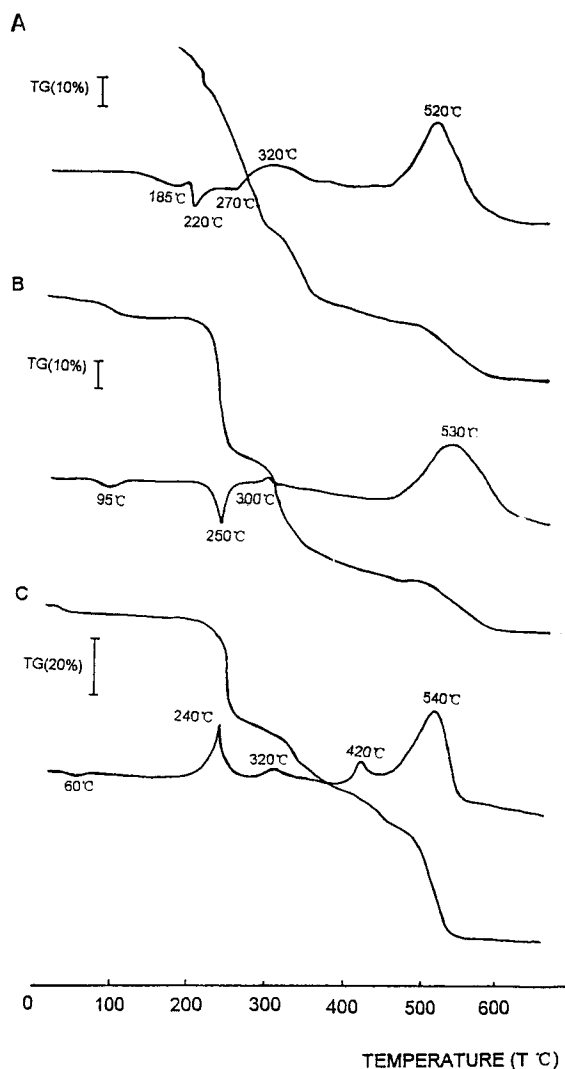 A
TG(10%)
520℃
320℃
185℃
270℃
220℃
B
TG(10%)
530℃
95℃
300℃
250℃
C
TG(20%)
240℃
540℃
420℃
320℃
60℃
0 100 200 300 400 500 600
TEMPERATURE (T ℃)